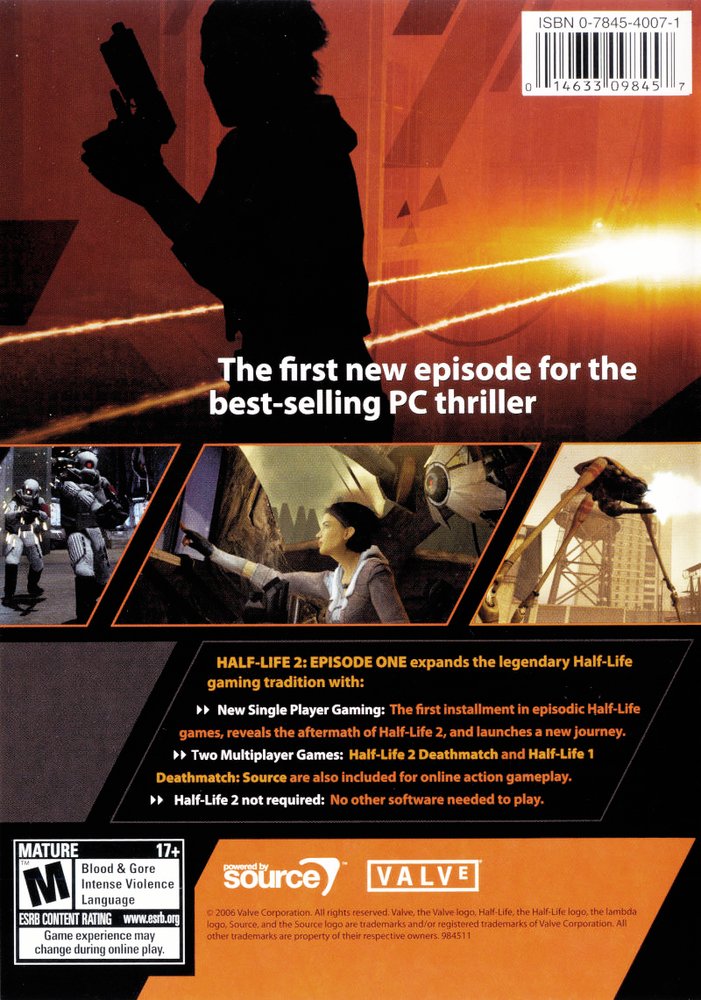 ISBN 0-7845-4007-1
0 14633 09845 7
The first new episode for the
best-selling PC thriller
HALF-LIFE 2: EPISODE ONE expands the legendary Half-Life
gaming tradition with:
New Single Player Gaming: The first installment in episodic Half-Life
games, reveals the aftermath of Half-Life 2, and launches a new journey.
Two Multiplayer Games: Half-Life 2 Deathmatch and Half-Life 1
Deathmatch: Source are also included for online action gameplay.
Half-Life 2 not required: No other software needed to play.
MATURE 17+
M™
Blood & Gore
Intense Violence
Language
ESRB CONTENT RATING www.esrb.org
Game experience may
change during online play.
powered by
source™
VALVE®
© 2006 Valve Corporation. All rights reserved. Valve, the Valve logo, Half-Life, the Half-Life logo, the lambda
logo, Source, and the Source logo are trademarks and/or registered trademarks of Valve Corporation. All
other trademarks are property of their respective owners. 984511